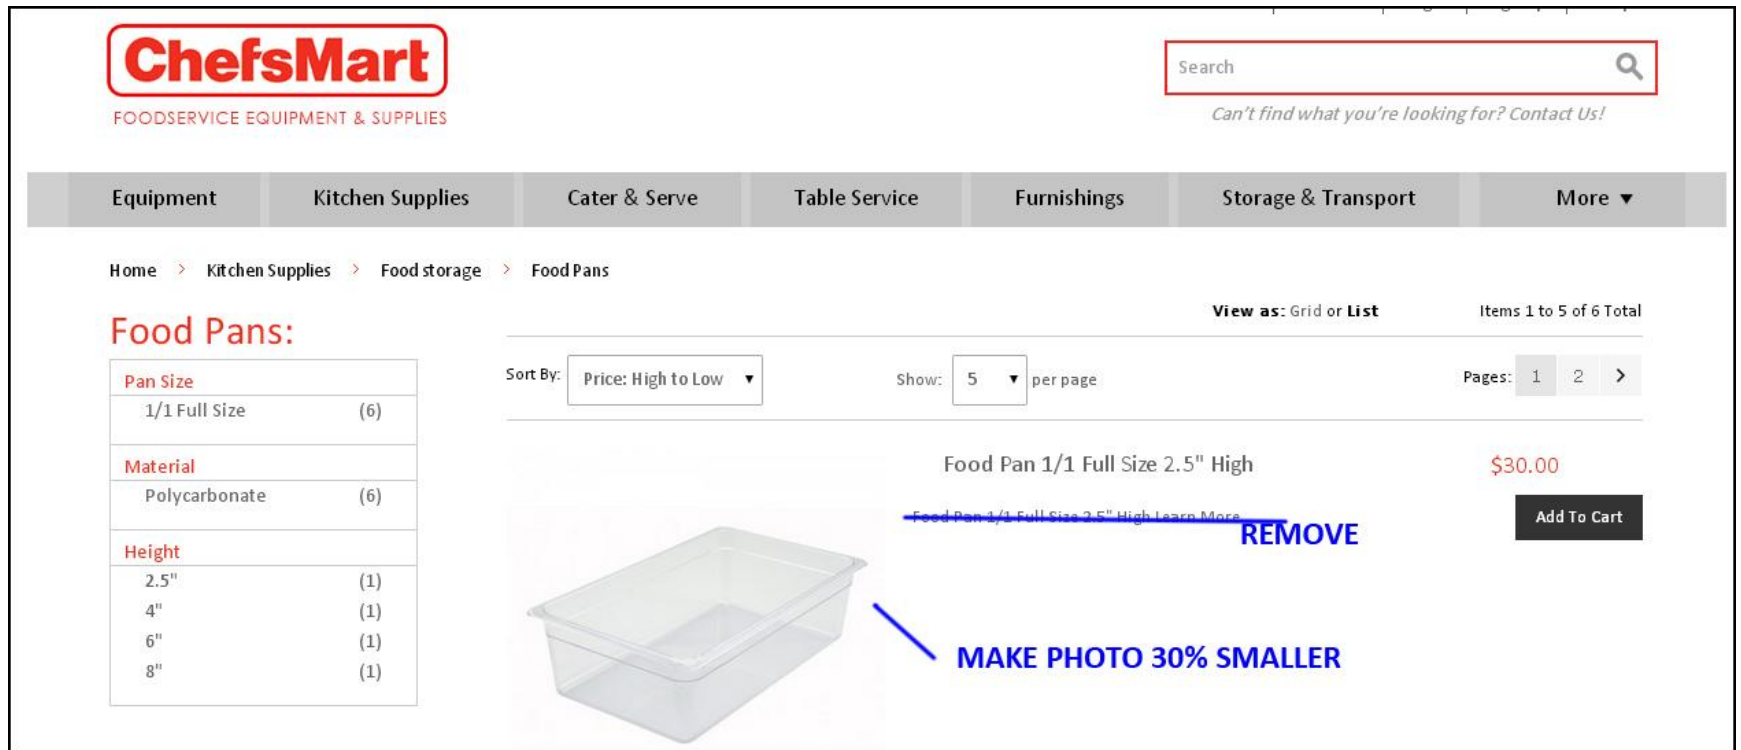 ChefsMart
FOODSERVICE EQUIPMENT & SUPPLIES
Search
Can't find what you're looking for? Contact Us!
Equipment Kitchen Supplies Cater & Serve Table Service Furnishings Storage & Transport More ▼
Home > Kitchen Supplies > Food storage > Food Pans
View as: Grid or List Items 1 to 5 of 6 Total
Food Pans:
Sort By: Price: High to Low ▼ Show: 5 ▼ per page Pages: 1 2 >
Pan Size
1/1 Full Size (6)
Material
Polycarbonate (6)
Height
2.5" (1)
4" (1)
6" (1)
8" (1)
Food Pan 1/1 Full Size 2.5" High $30.00
Food Pan 1/1 Full Size 2.5" High Learn More
Add To Cart
REMOVE
MAKE PHOTO 30% SMALLER